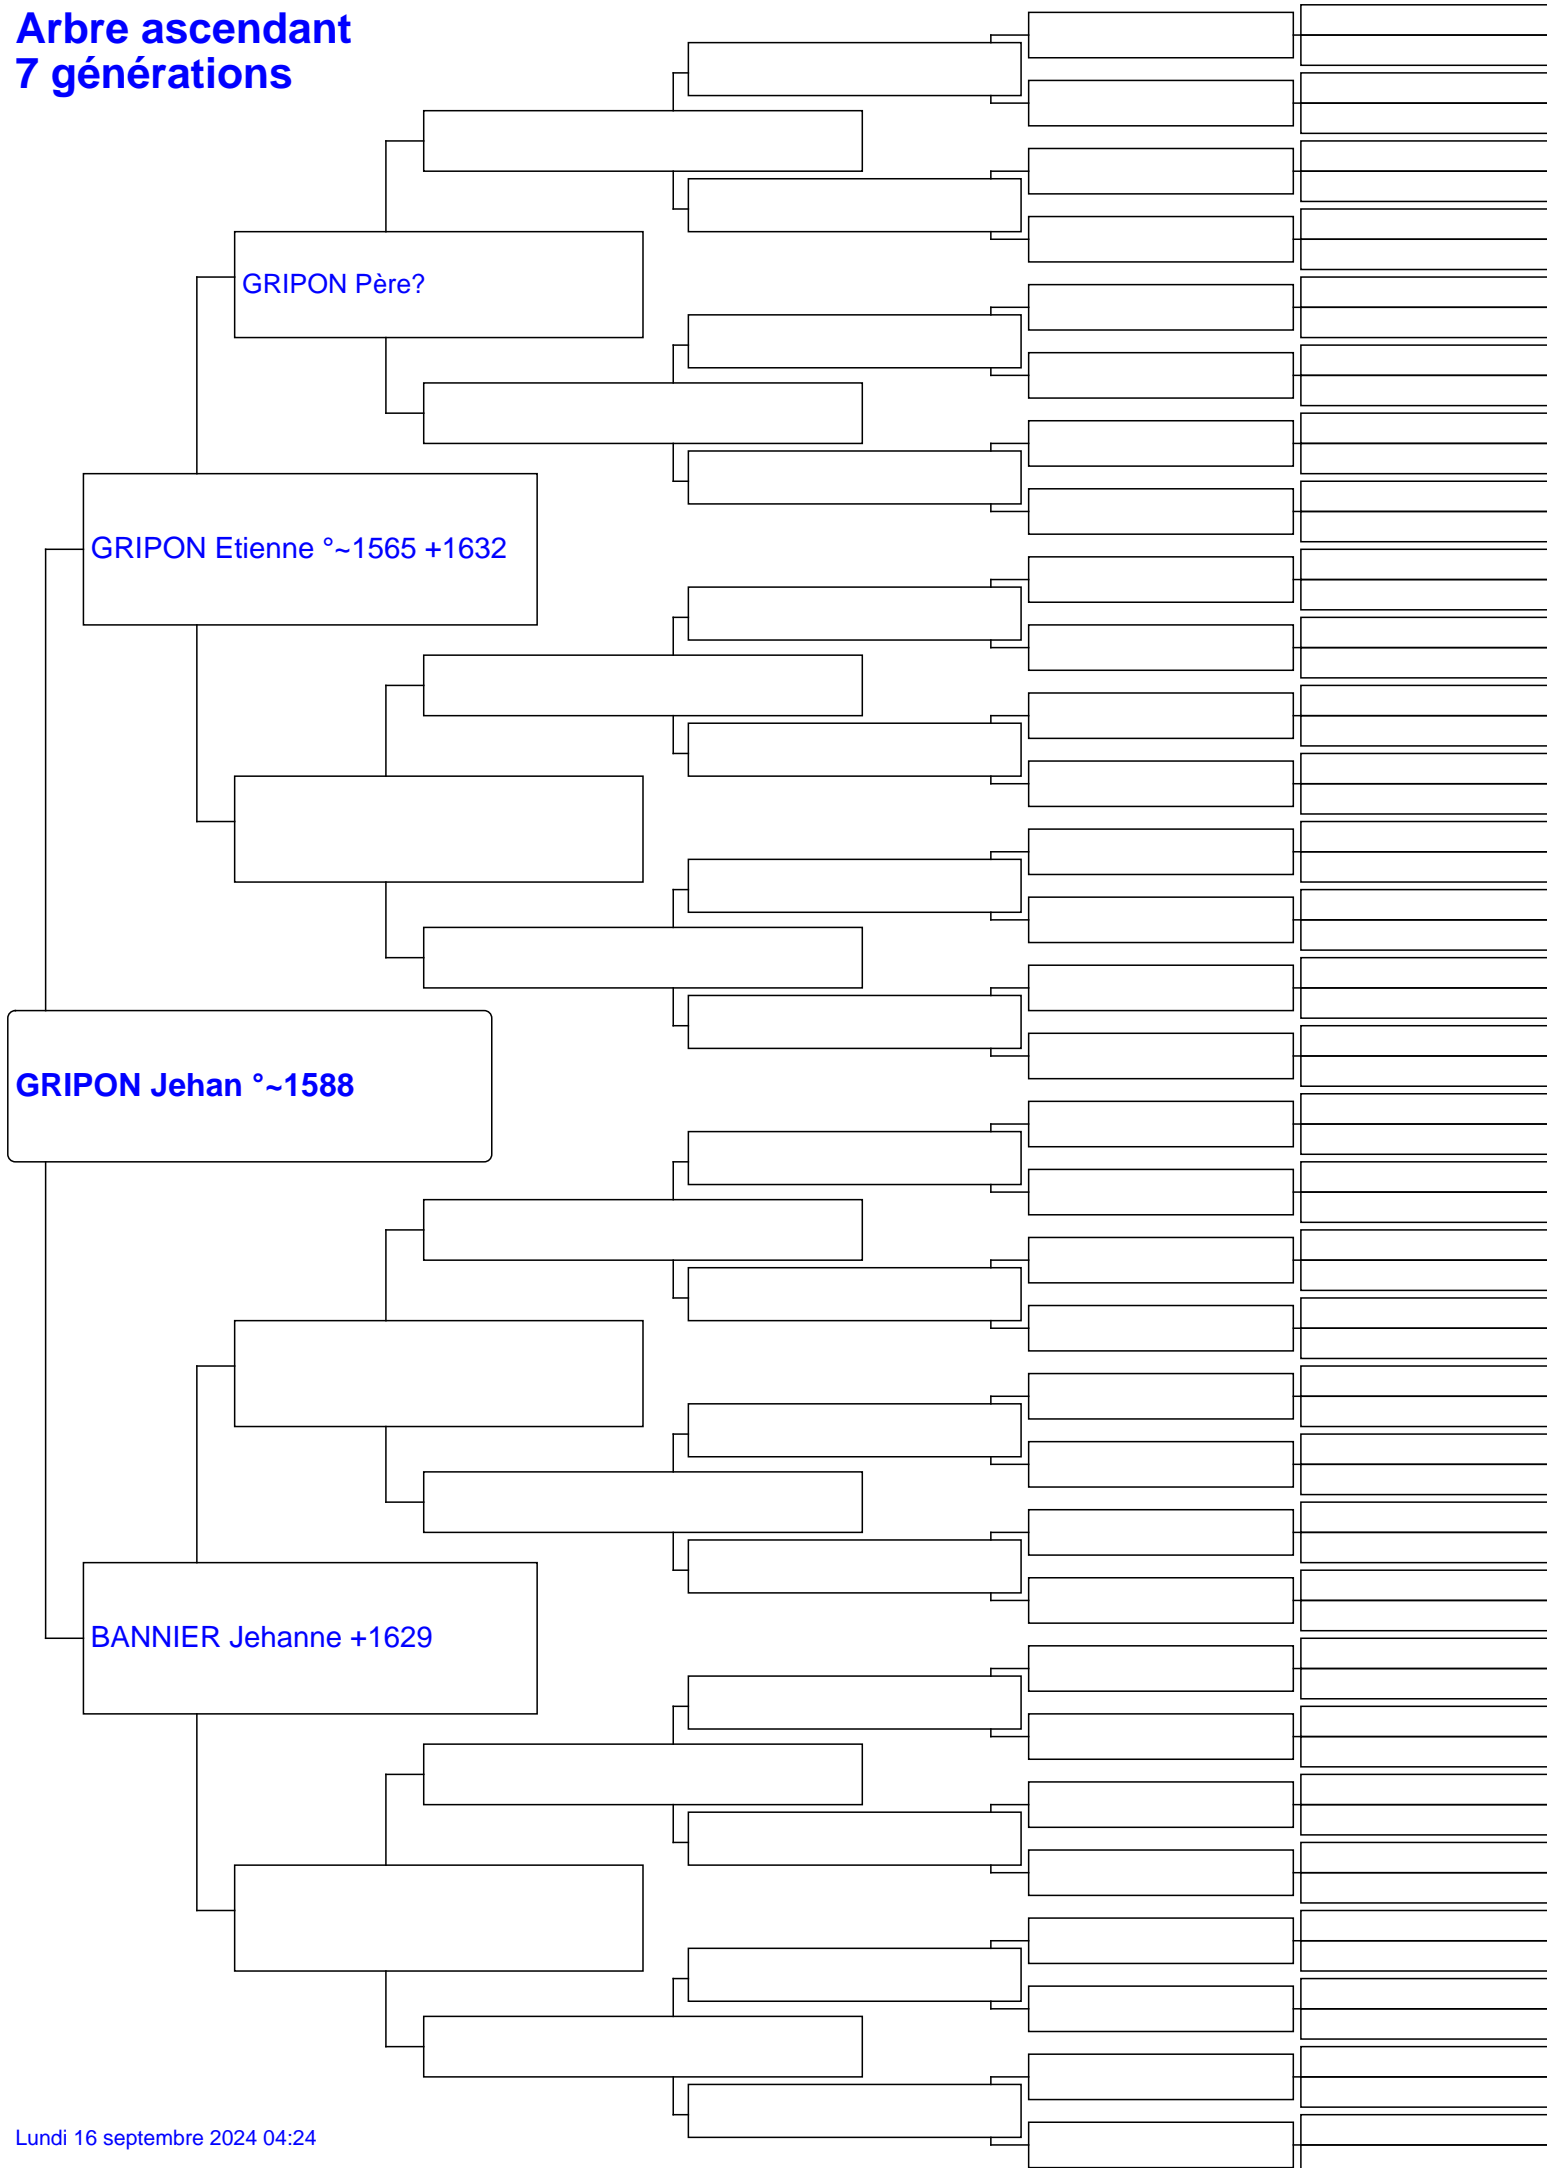 Arbre ascendant
7 générations
GRIPON Père?
GRIPON Etienne °~1565 +1632
GRIPON Jehan °~1588
BANNIER Jehanne +1629
Lundi 16 septembre 2024 04:24